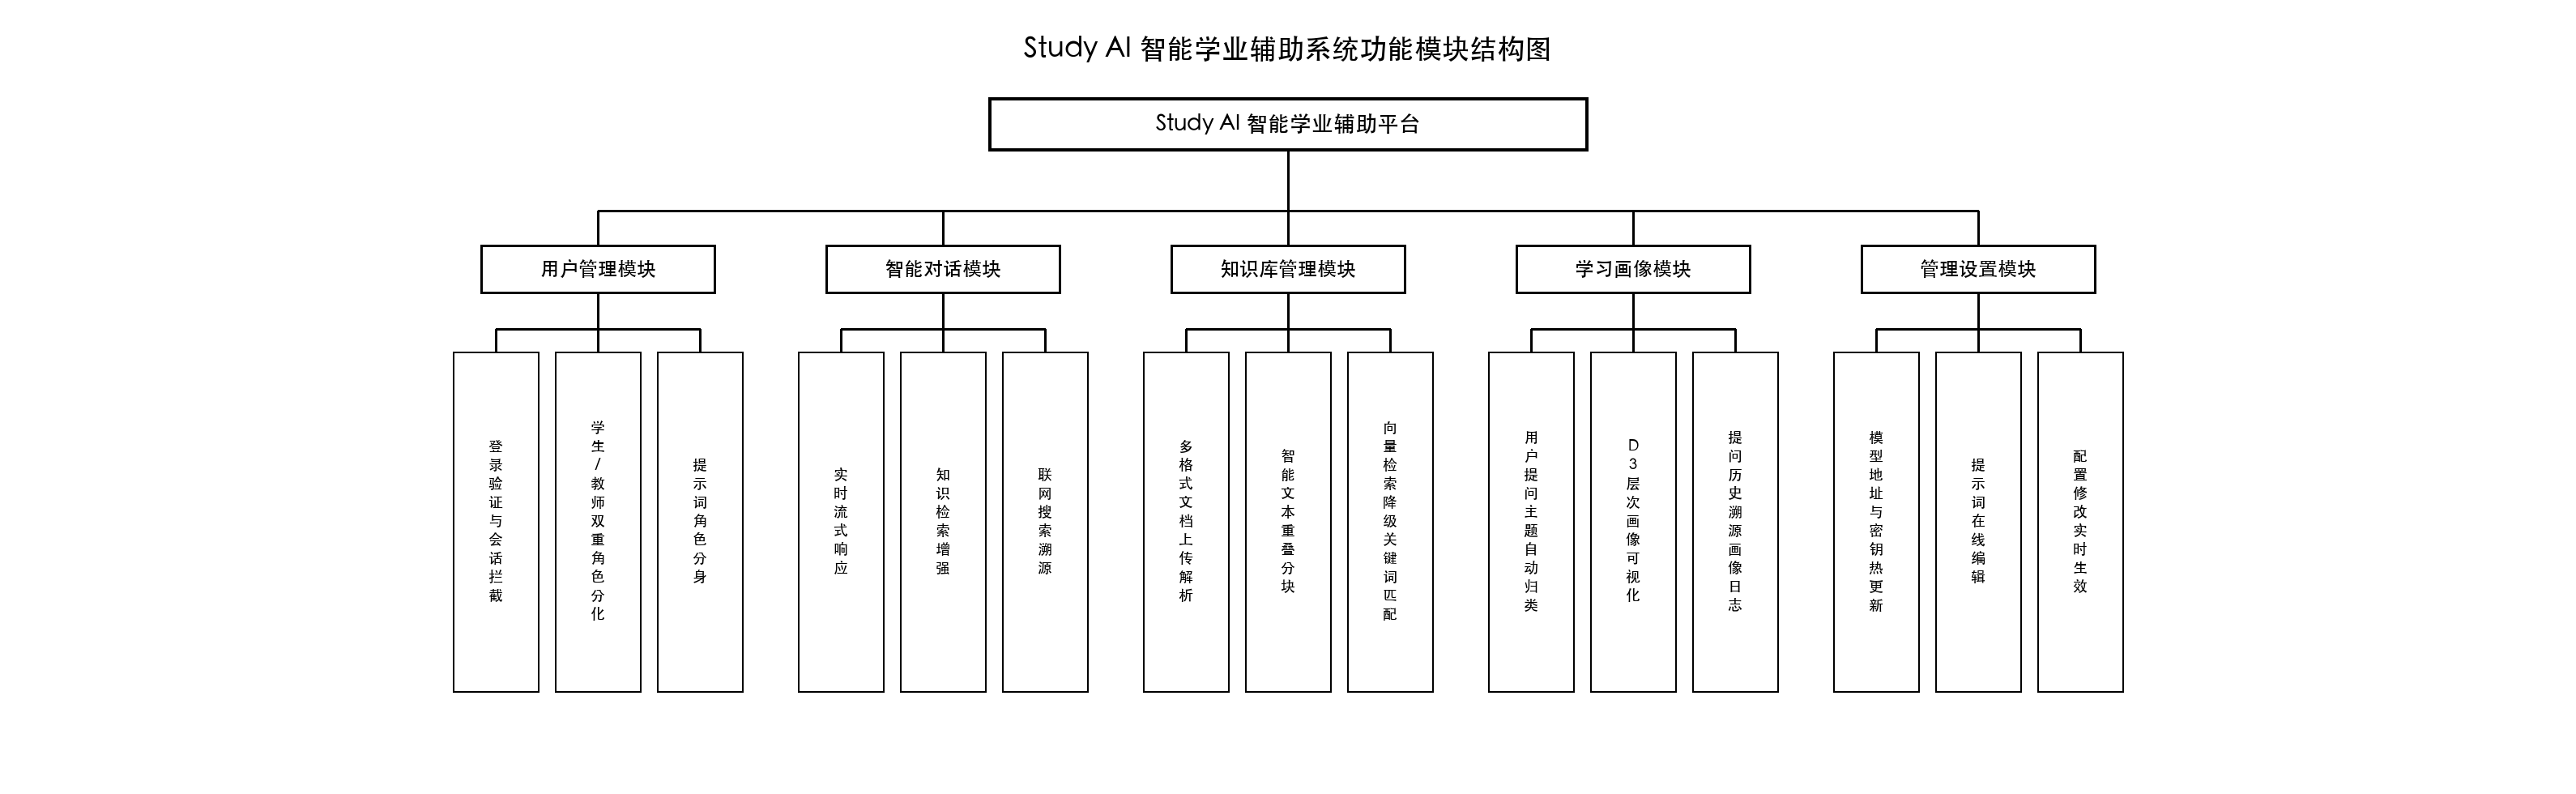 Study AI 智能学业辅助系统功能模块结构图
Study AI 智能学业辅助平台
用户管理模块
智能对话模块
知识库管理模块
学习画像模块
管理设置模块
登录验证与会话拦截
学生/教师双重角色分化
提示词角色分身
实时流式响应
知识检索增强
联网搜索溯源
多格式文档上传解析
智能文本重叠分块
向量检索降级关键词匹配
用户提问主题自动归类
D3层次画像可视化
提问历史溯源画像日志
模型地址与密钥热更新
提示词在线编辑
配置修改实时生效